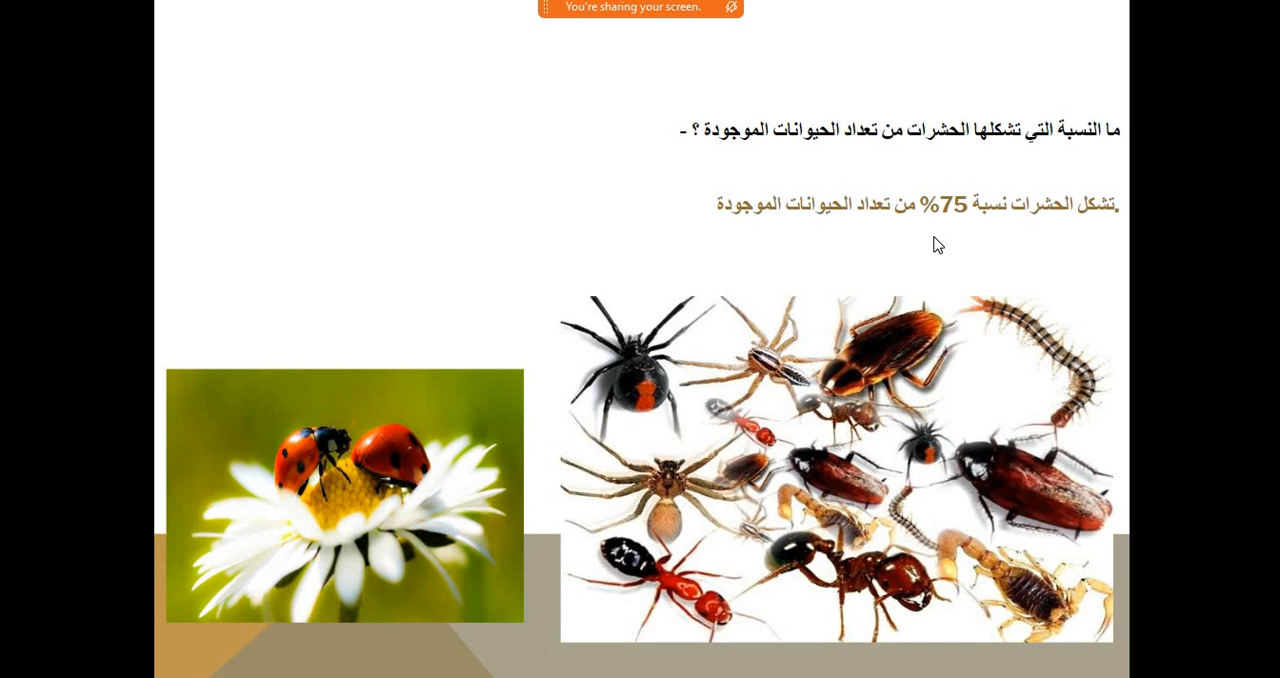 You're sharing your screen.
ما النسبة التي تشكلها الحشرات من تعداد الحيوانات الموجودة ؟ -
.تشكل الحشرات نسبة 75% من تعداد الحيوانات الموجودة